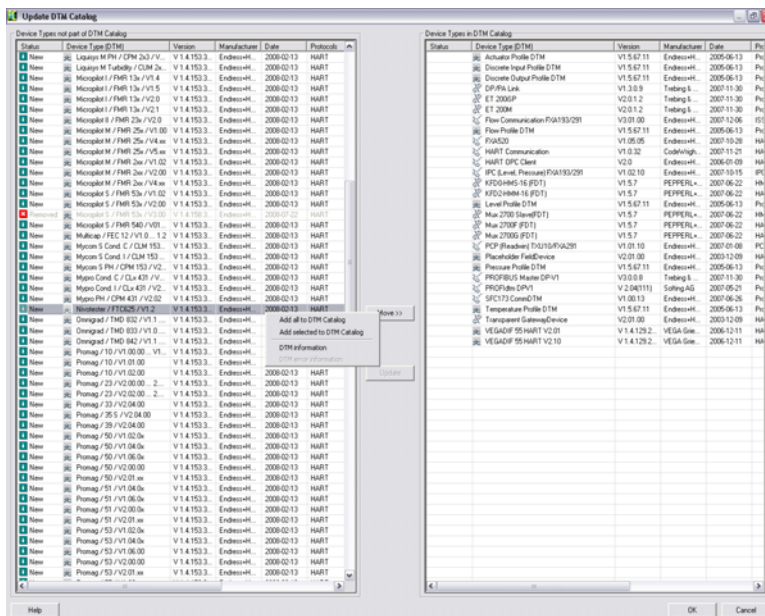 Update DTM Catalog
Device Types not part of DTM Catalog
Status Device Type (DTM) Version Manufacturer Date Protocols
New Liquisys M PH / CPM 2x3 / V... V 1.4.153.3... Endress+H... 2008-02-13 HART
New Liquisys M Turbidity / CUM 2x... V 1.4.153.3... Endress+H... 2008-02-13 HART
New Micropilot I / FMR 13x / V1.4 V 1.4.153.3... Endress+H... 2008-02-13 HART
New Micropilot I / FMR 13x / V1.5 V 1.4.153.3... Endress+H... 2008-02-13 HART
New Micropilot I / FMR 13x / V2.0 V 1.4.153.3... Endress+H... 2008-02-13 HART
New Micropilot I / FMR 13x / V2.1 V 1.4.153.3... Endress+H... 2008-02-13 HART
New Micropilot II / FMR 23x / V2.0 V 1.4.153.3... Endress+H... 2008-02-13 HART
New Micropilot M / FMR 25x / V1.00 V 1.4.153.3... Endress+H... 2008-02-13 HART
New Micropilot M / FMR 25x / V4.xx V 1.4.153.3... Endress+H... 2008-02-13 HART
New Micropilot M / FMR 25x / V5.xx V 1.4.153.3... Endress+H... 2008-02-13 HART
New Micropilot M / FMR 2xx / V1.02 V 1.4.153.3... Endress+H... 2008-02-13 HART
New Micropilot M / FMR 2xx / V2.00 V 1.4.153.3... Endress+H... 2008-02-13 HART
New Micropilot M / FMR 2xx / V4.xx V 1.4.153.3... Endress+H... 2008-02-13 HART
New Micropilot S / FMR 53x / V1.02 V 1.4.153.3... Endress+H... 2008-02-13 HART
New Micropilot S / FMR 53x / V2.00 V 1.4.153.3... Endress+H... 2008-02-13 HART
Removed Micropilot S / FMR 53x / V3.00 Endress+H... HART
New Micropilot S / FMR 540 / V01... V 1.4.153.3... Endress+H... 2008-02-13 HART
New Multicap / FEC 12 / V1.0 ... 1.2 V 1.4.153.3... Endress+H... 2008-02-13 HART
New Mycom S Cond. C / CLM 153... V 1.4.153.3... Endress+H... 2008-02-13 HART
New Mycom S Cond. I / CLM 153 ... V 1.4.153.3... Endress+H... 2008-02-13 HART
New Mycom S PH / CPM 153 / V2... V 1.4.153.3... Endress+H... 2008-02-13 HART
New Mypro Cond. C / CLx 431 / V... V 1.4.153.3... Endress+H... 2008-02-13 HART
New Mypro Cond. I / CLx 431 / V2... V 1.4.153.3... Endress+H... 2008-02-13 HART
New Mypro PH / CPM 431 / V2.02 V 1.4.153.3... Endress+H... 2008-02-13 HART
New Nivotester / FTC625 / V1.2 V 1.4.153.3... Endress+H... 2008-02-13 HART
New Omnigrad / TMD 832 / V1.1 ... V 1.4.153.3... Endress+H...
New Omnigrad / TMD 833 / V1.0 ... V 1.4.153.3... Endress+H...
New Omnigrad / TMD 842 / V1.1 ... V 1.4.153.3... Endress+H...
New Promag / 10 / V1.00.00 ... V1... V 1.4.153.3... Endress+H...
New Promag / 10 / V1.01.00 V 1.4.153.3... Endress+H...
New Promag / 10 / V1.02.00 V 1.4.153.3... Endress+H... 2008-02-13 HART
New Promag / 23 / V2.00.00 ... 2... V 1.4.153.3... Endress+H... 2008-02-13 HART
New Promag / 23 / V2.02.00 ... 2... V 1.4.153.3... Endress+H... 2008-02-13 HART
New Promag / 33 / V2.04.00 V 1.4.153.3... Endress+H... 2008-02-13 HART
New Promag / 35 S / V2.04.00 V 1.4.153.3... Endress+H... 2008-02-13 HART
New Promag / 39 / V2.04.00 V 1.4.153.3... Endress+H... 2008-02-13 HART
New Promag / 50 / V1.02.0x V 1.4.153.3... Endress+H... 2008-02-13 HART
New Promag / 50 / V1.04.0x V 1.4.153.3... Endress+H... 2008-02-13 HART
New Promag / 50 / V1.06.0x V 1.4.153.3... Endress+H... 2008-02-13 HART
New Promag / 50 / V2.00.00 V 1.4.153.3... Endress+H... 2008-02-13 HART
New Promag / 50 / V2.01.xx V 1.4.153.3... Endress+H... 2008-02-13 HART
New Promag / 51 / V1.04.0x V 1.4.153.3... Endress+H... 2008-02-13 HART
New Promag / 51 / V1.06.0x V 1.4.153.3... Endress+H... 2008-02-13 HART
New Promag / 51 / V2.00.00 V 1.4.153.3... Endress+H... 2008-02-13 HART
New Promag / 51 / V2.01.xx V 1.4.153.3... Endress+H... 2008-02-13 HART
New Promag / 53 / V1.02.0x V 1.4.153.3... Endress+H... 2008-02-13 HART
New Promag / 53 / V1.04.0x V 1.4.153.3... Endress+H... 2008-02-13 HART
New Promag / 53 / V1.06.00 V 1.4.153.3... Endress+H... 2008-02-13 HART
New Promag / 53 / V2.00.00 V 1.4.153.3... Endress+H... 2008-02-13 HART
New Promag / 53 / V2.01.xx V 1.4.153.3... Endress+H... 2008-02-13 HART
Add all to DTM Catalog
Add selected to DTM Catalog
DTM information
DTM error information
Move >>
Update
Device Types in DTM Catalog
Status Device Type (DTM) Version Manufacturer Date
Actuator Profile DTM V1.5.67.11 Endress+H... 2005-06-13
Discrete Input Profile DTM V1.5.67.11 Endress+H... 2005-06-13
Discrete Output Profile DTM V1.5.67.11 Endress+H... 2005-06-13
DP/PA Link V1.3.0.9 Trebing & ... 2007-11-30
ET 200iSP V2.0.1.2 Trebing & ... 2007-11-30
ET 200M V2.0.1.2 Trebing & ... 2007-11-30
Flow Communication FXA193/291 V3.01.00 Endress+H... 2007-12-06
Flow Profile DTM V1.5.67.11 Endress+H... 2005-06-13
FXA520 V1.05.05 Endress+H... 2007-10-28
HART Communication V1.0.32 CodeWrigh... 2007-11-21
HART OPC Client V2.0 Endress+H... 2006-01-09
IPC (Level, Pressure) FXA193/291 V1.02.10 Endress+H... 2007-10-15
KFD0-HMS-16 (FDT) V1.5.7 PEPPERL+... 2007-06-22
KFD2-HMM-16 (FDT) V1.5.7 PEPPERL+... 2007-06-22
Level Profile DTM V1.5.67.11 Endress+H... 2005-06-13
Mux 2700 Slave(FDT) V1.5.7 PEPPERL+... 2007-06-22
Mux 2700F (FDT) V1.5.7 PEPPERL+... 2007-06-22
Mux 2700G (FDT) V1.5.7 PEPPERL+... 2007-06-22
PCP (Readwin) TXU10/FXA291 V1.01.10 Endress+H... 2007-01-08
Placeholder FieldDevice V2.01.00 Endress+H... 2003-12-09
Pressure Profile DTM V1.5.67.11 Endress+H... 2005-06-13
PROFIBUS Master DP-V1 V3.0.0.8 Trebing & ... 2007-11-30
PROFIdtm DPV1 V 2.04(111) Softing AG 2007-05-21
SFC173 CommDTM V1.00.13 Endress+H... 2007-06-26
Temperature Profile DTM V1.5.67.11 Endress+H... 2005-06-13
Transparent GatewayDevice V2.01.00 Endress+H... 2003-12-09
VEGADIF 55 HART V2.01 V1.1.4.129.2... VEGA Grie... 2006-12-11
VEGADIF 55 HART V2.10 V1.1.4.129.2... VEGA Grie... 2006-12-11
Help OK Cancel